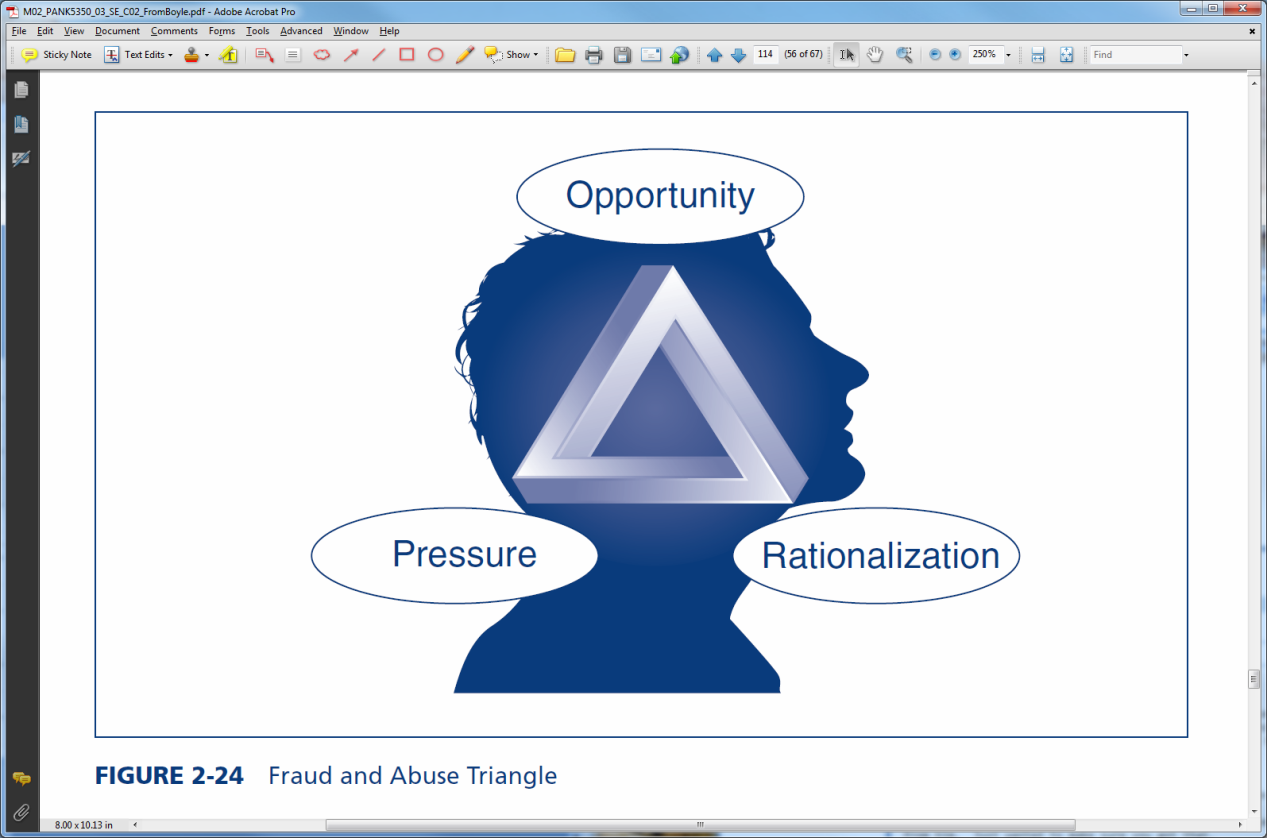 M02_PANK5350_03_SE_C02_FromBoyle.pdf - Adobe Acrobat Pro
File Edit View Document Comments Forms Tools Advanced Window Help
Sticky Note Text Edits Show 114 (56 of 67) 250% Find
Opportunity
Pressure
Rationalization
FIGURE 2-24 Fraud and Abuse Triangle
8.00 x 10.13 in